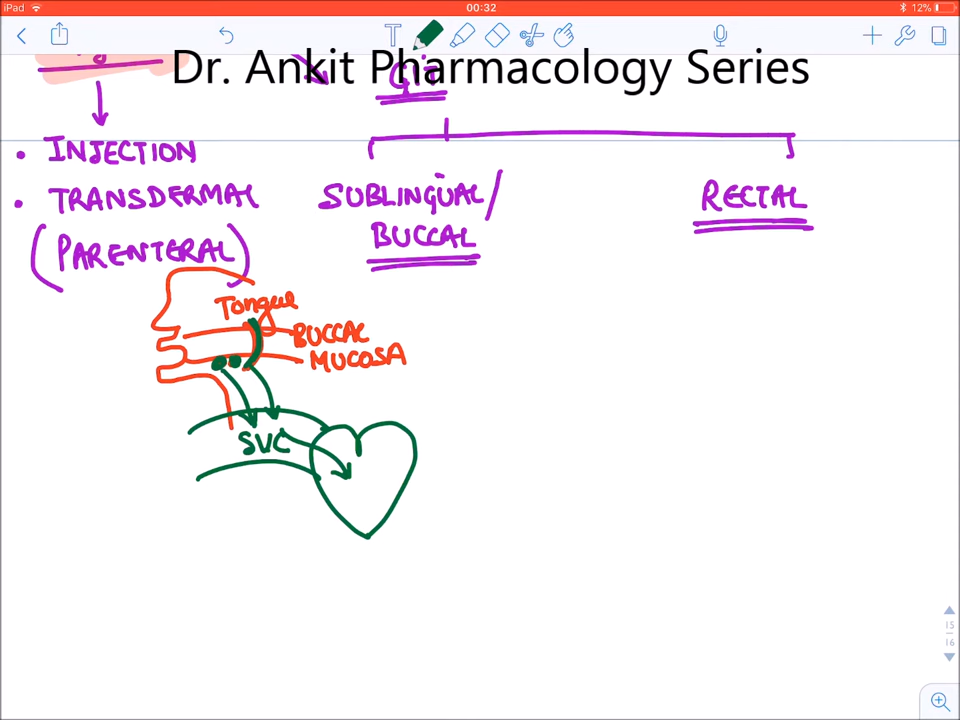 iPad 00:32 12%
T
Dr. Ankit Pharmacology Series
GIT
• INJECTION
• TRANSDERMAL
(PARENTERAL)
SUBLINGUAL/
BUCCAL
RECTAL
Tongue
BUCCAL
MUCOSA
SVC
15
16